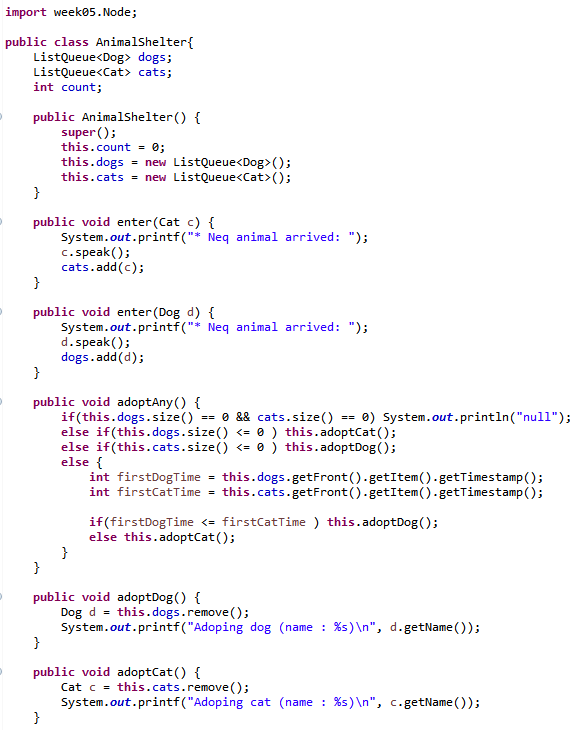 import week05.Node;
public class AnimalShelter{
ListQueue<Dog> dogs;
ListQueue<Cat> cats;
int count;
public AnimalShelter() {
super();
this.count = 0;
this.dogs = new ListQueue<Dog>();
this.cats = new ListQueue<Cat>();
}
public void enter(Cat c) {
System.out.printf("* Neq animal arrived: ");
c.speak();
cats.add(c);
}
public void enter(Dog d) {
System.out.printf("* Neq animal arrived: ");
d.speak();
dogs.add(d);
}
public void adoptAny() {
if(this.dogs.size() == 0 && cats.size() == 0) System.out.println("null");
else if(this.dogs.size() <= 0 ) this.adoptCat();
else if(this.cats.size() <= 0 ) this.adoptDog();
else {
int firstDogTime = this.dogs.getFront().getItem().getTimestamp();
int firstCatTime = this.cats.getFront().getItem().getTimestamp();
if(firstDogTime <= firstCatTime ) this.adoptDog();
else this.adoptCat();
}
}
public void adoptDog() {
Dog d = this.dogs.remove();
System.out.printf("Adoping dog (name : %s)\n", d.getName());
}
public void adoptCat() {
Cat c = this.cats.remove();
System.out.printf("Adoping cat (name : %s)\n", c.getName());
}